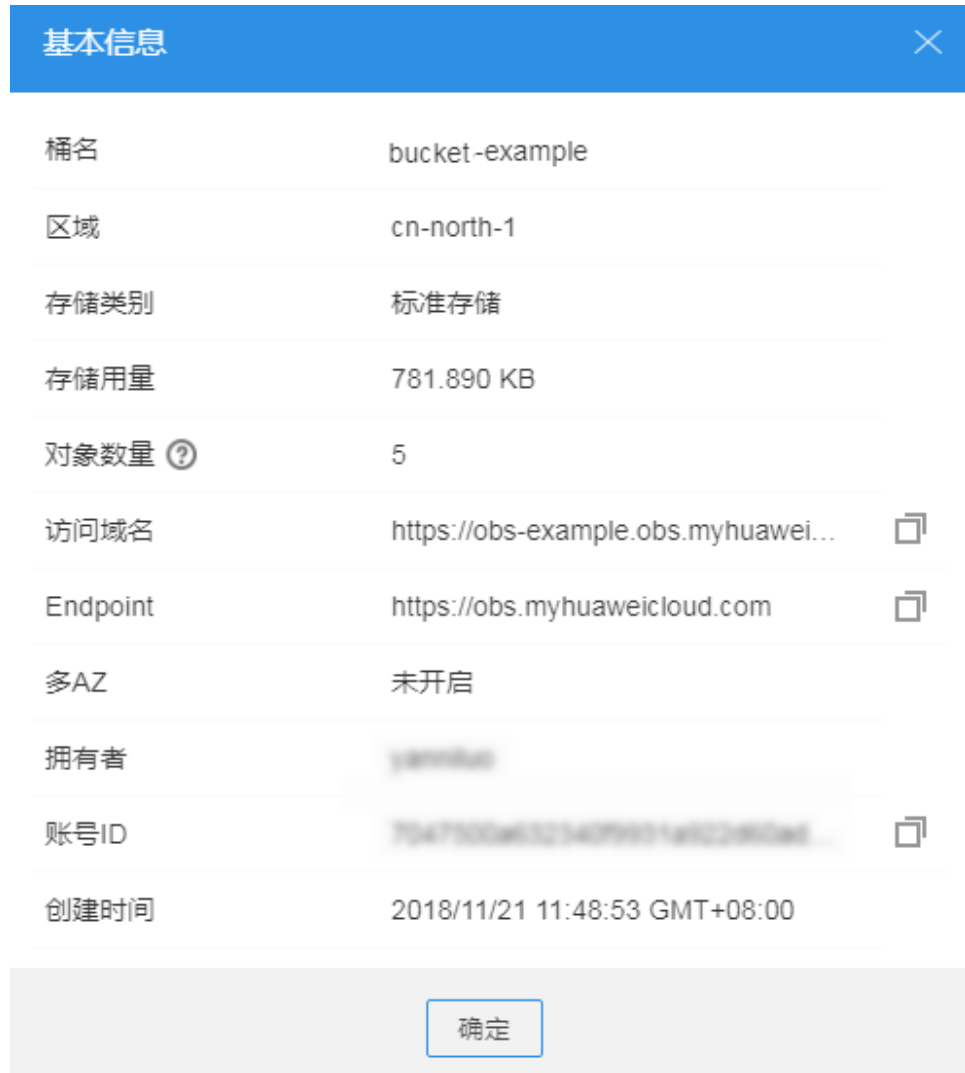 基本信息
桶名 bucket-example
区域 cn-north-1
存储类别 标准存储
存储用量 781.890 KB
对象数量 ? 5
访问域名 https://obs-example.obs.myhuawei...
Endpoint https://obs.myhuaweicloud.com
多AZ 未开启
拥有者
账号ID
创建时间 2018/11/21 11:48:53 GMT+08:00
确定